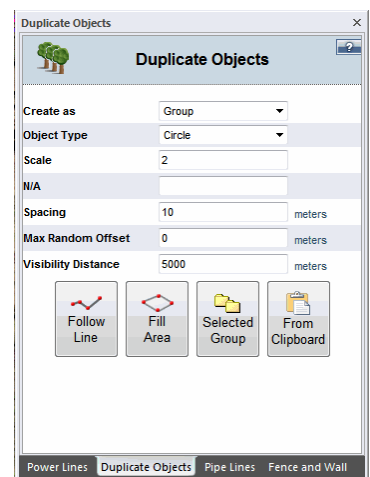 Duplicate Objects ×
Duplicate Objects ?
Create as Group
Object Type Circle
Scale 2
N/A
Spacing 10 meters
Max Random Offset 0 meters
Visibility Distance 5000 meters
Follow Line
Fill Area
Selected Group
From Clipboard
Power Lines Duplicate Objects Pipe Lines Fence and Wall